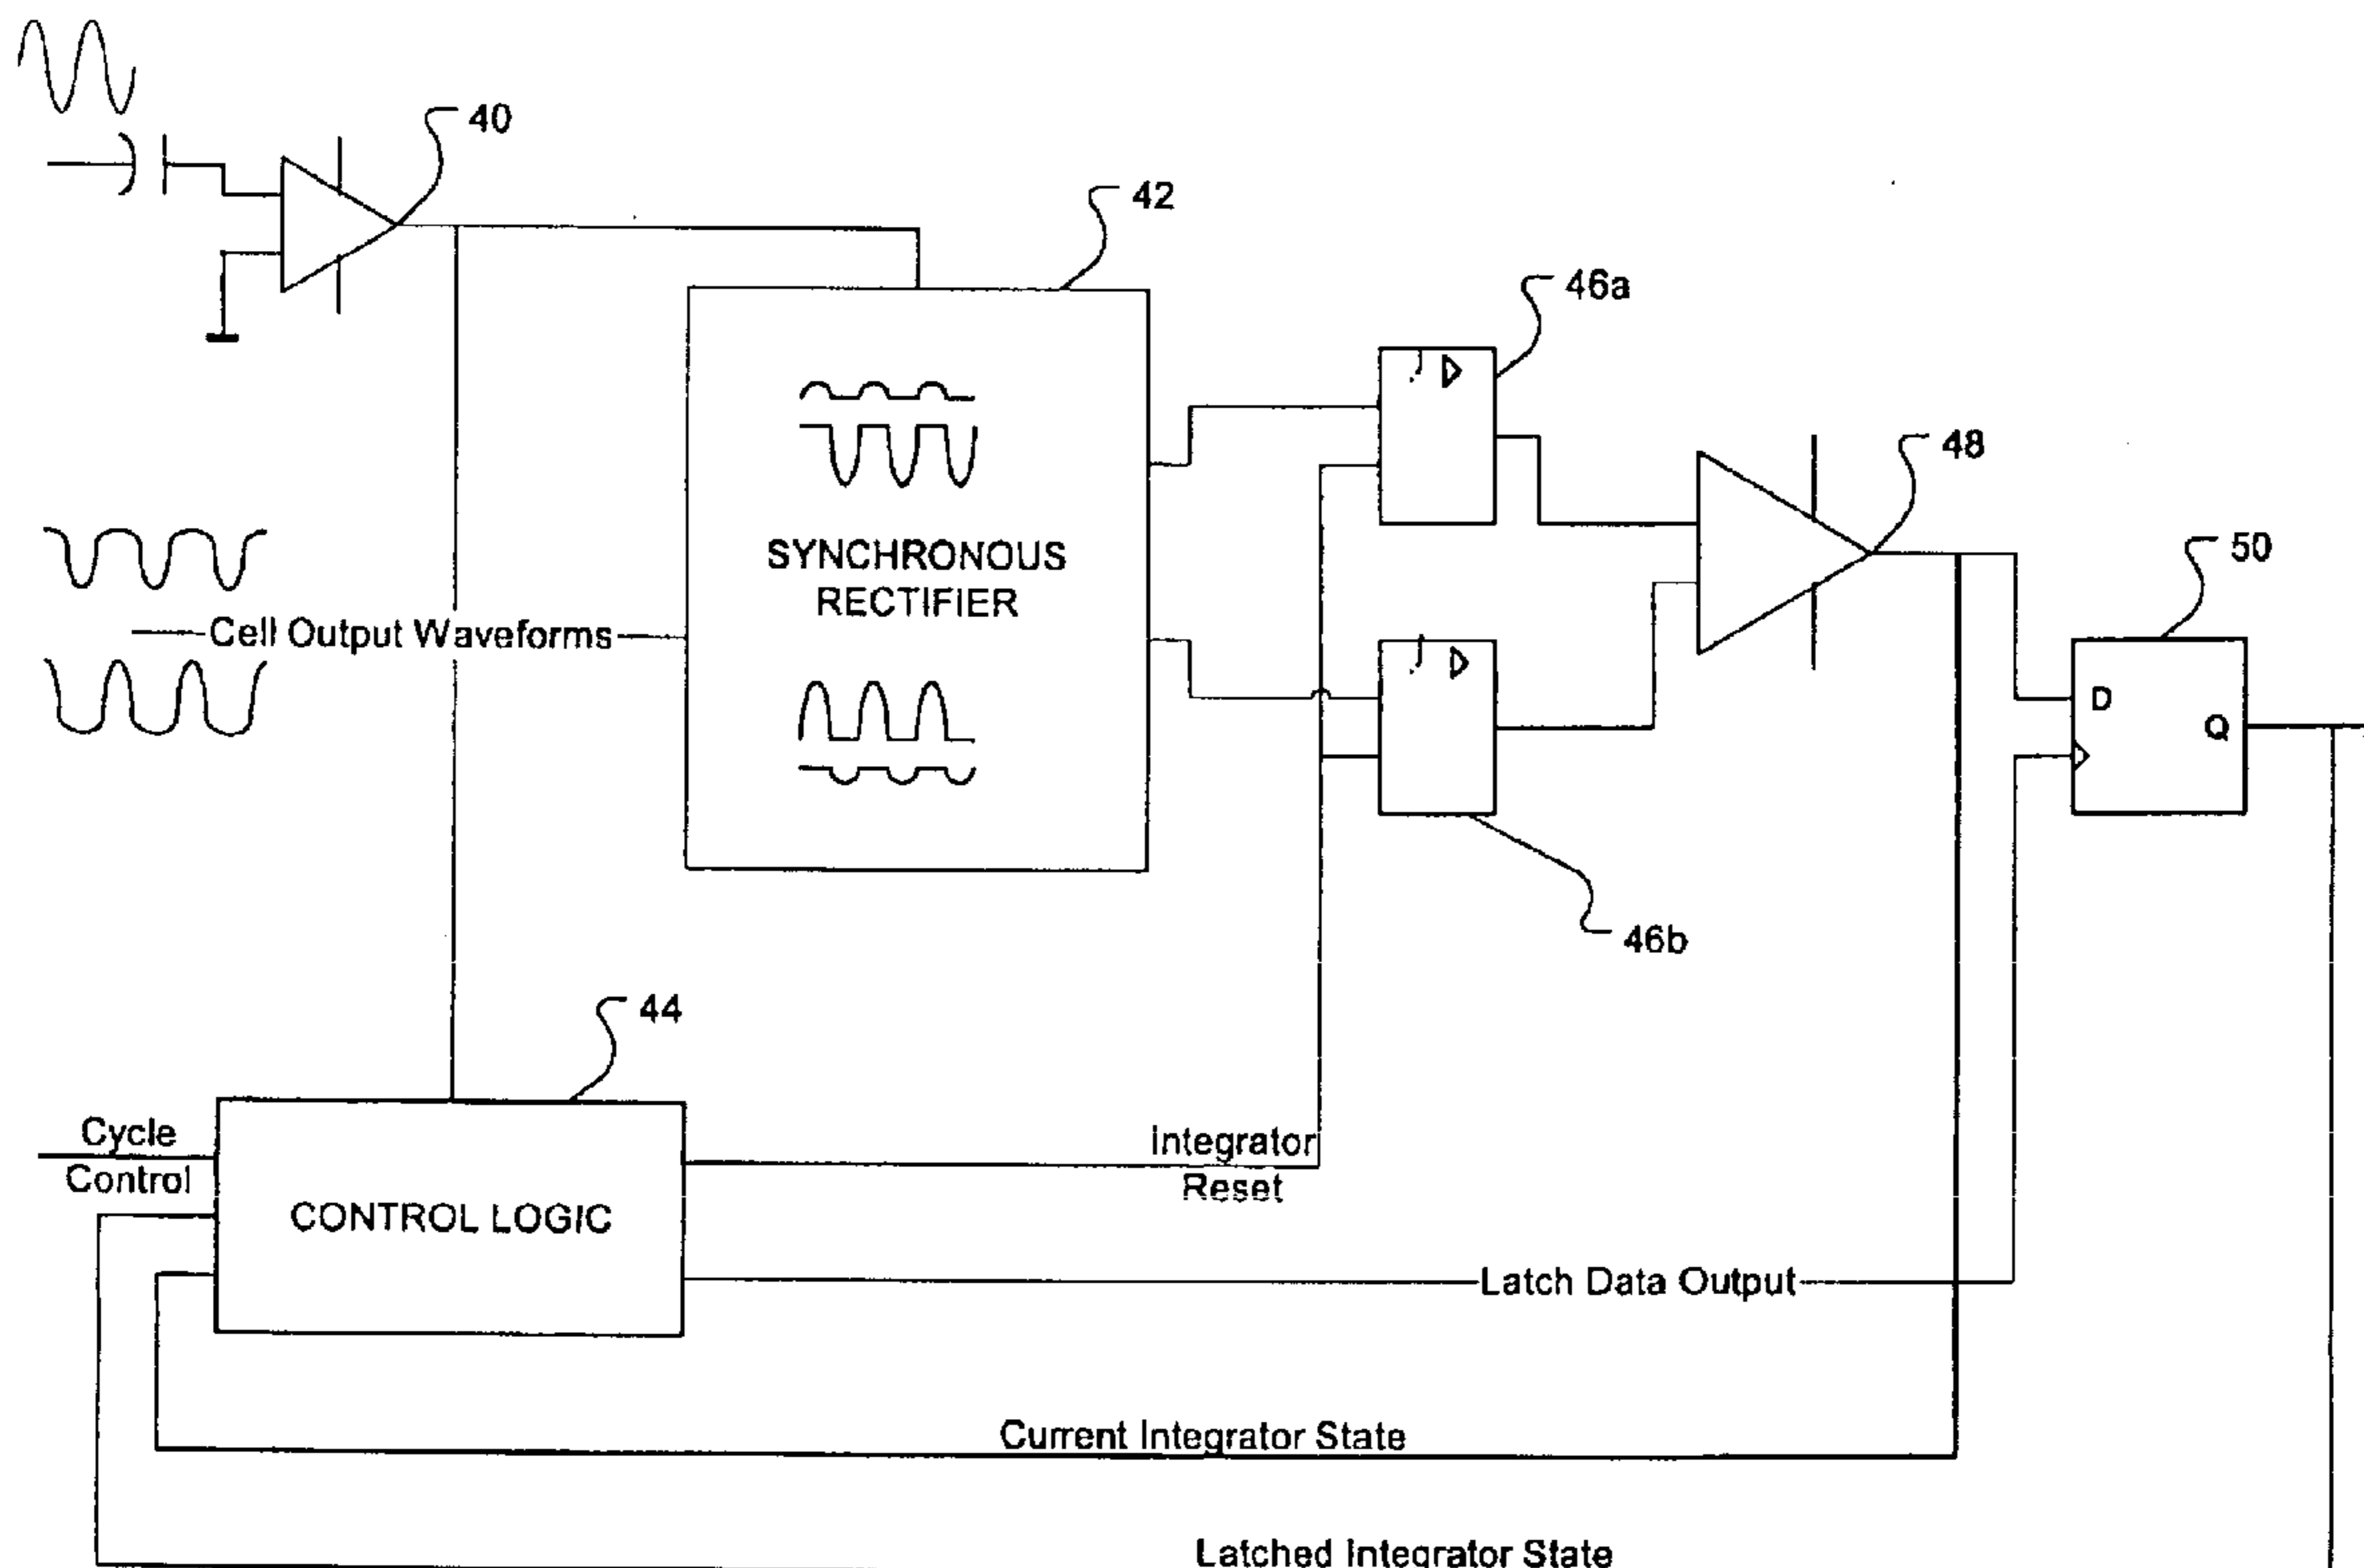 40
42
46a
48
50
SYNCHRONOUS
RECTIFIER
Cell Output Waveforms
D
Q
46b
44
Cycle
Control
CONTROL LOGIC
Integrator
Reset
Latch Data Output
Current Integrator State
Latched Integrator State